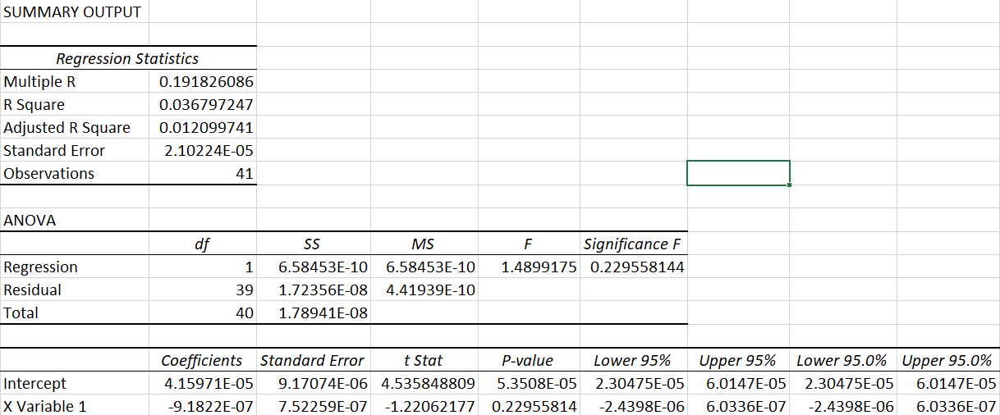 SUMMARY OUTPUT
Regression Statistics
Multiple R 0.191826086
R Square 0.036797247
Adjusted R Square 0.012099741
Standard Error 2.10224E-05
Observations 41
ANOVA
df SS MS F Significance F
Regression 1 6.58453E-10 6.58453E-10 1.4899175 0.229558144
Residual 39 1.72356E-08 4.41939E-10
Total 40 1.78941E-08
Coefficients Standard Error t Stat P-value Lower 95% Upper 95% Lower 95.0% Upper 95.0%
Intercept 4.15971E-05 9.17074E-06 4.535848809 5.3508E-05 2.30475E-05 6.0147E-05 2.30475E-05 6.0147E-05
X Variable 1 -9.1822E-07 7.52259E-07 -1.22062177 0.22955814 -2.4398E-06 6.0336E-07 -2.4398E-06 6.0336E-07